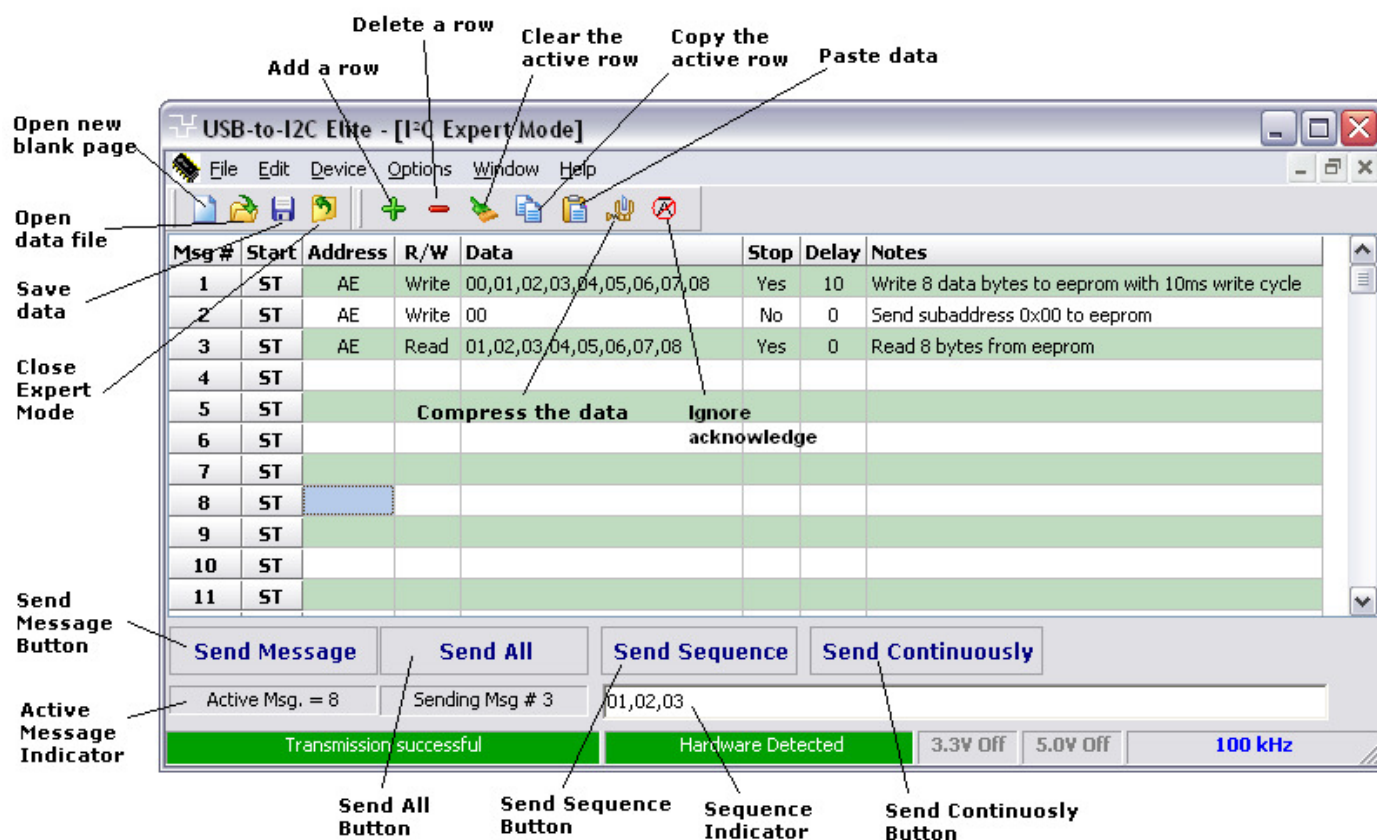 Delete a row
Clear the
active row
Copy the
active row
Paste data
Add a row
Open new
blank page
USB-to-I2C Elite - [I²C Expert Mode]
File Edit Device Options Window Help
Open
data file
Save
data
Close
Expert
Mode
Msg # Start Address R/W Data Stop Delay Notes
1 ST AE Write 00,01,02,03,04,05,06,07,08 Yes 10 Write 8 data bytes to eeprom with 10ms write cycle
2 ST AE Write 00 No 0 Send subaddress 0x00 to eeprom
3 ST AE Read 01,02,03,04,05,06,07,08 Yes 0 Read 8 bytes from eeprom
4 ST
5 ST
Compress the data
Ignore
acknowledge
6 ST
7 ST
8 ST
9 ST
10 ST
11 ST
Send
Message
Button
Send Message Send All Send Sequence Send Continuously
Active
Message
Indicator
Active Msg. = 8 Sending Msg # 3 01,02,03
Transmission successful Hardware Detected 3.3V Off 5.0V Off 100 kHz
Send All
Button
Send Sequence
Button
Sequence
Indicator
Send Continuosly
Button